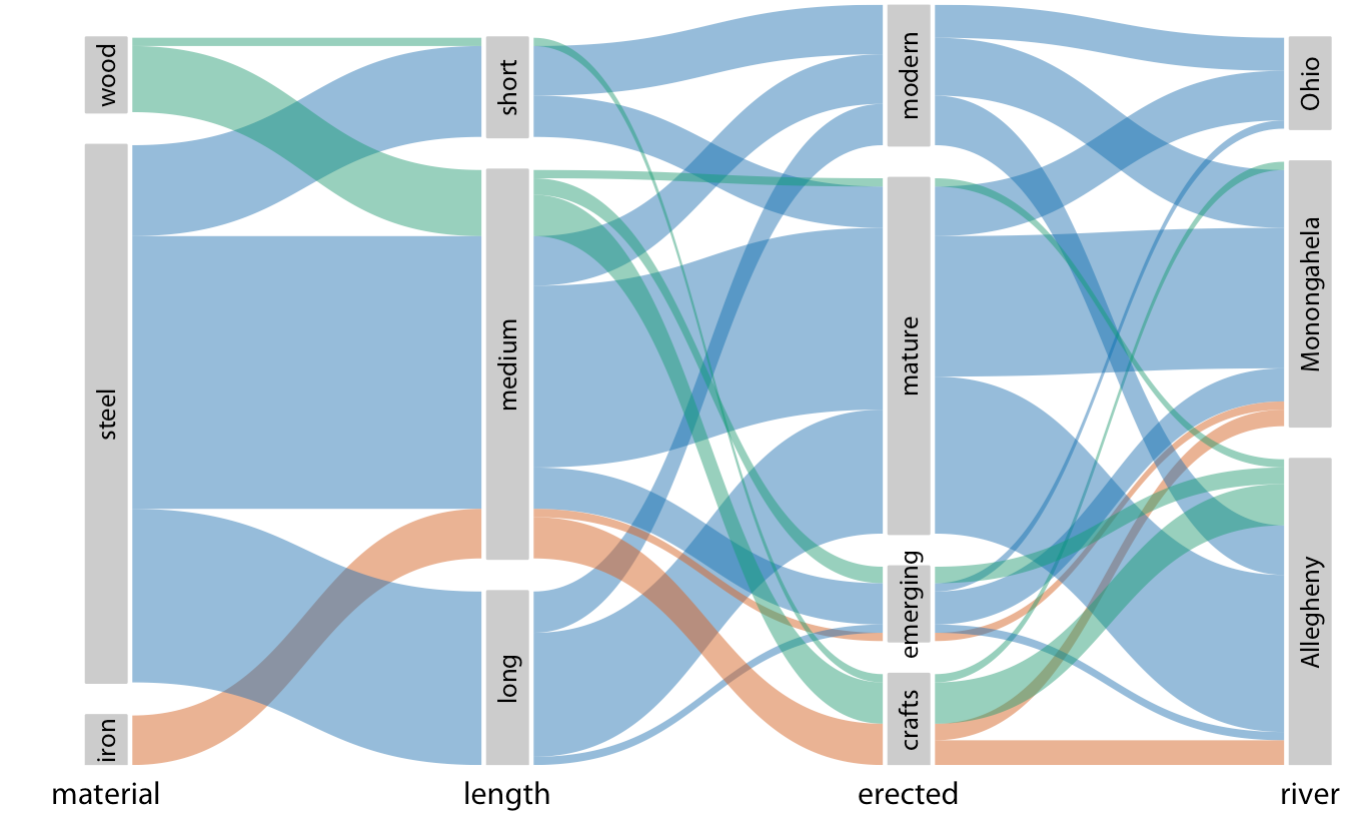 wood
steel
iron
material
short
medium
long
length
modern
mature
emerging
crafts
erected
Ohio
Monongahela
Allegheny
river